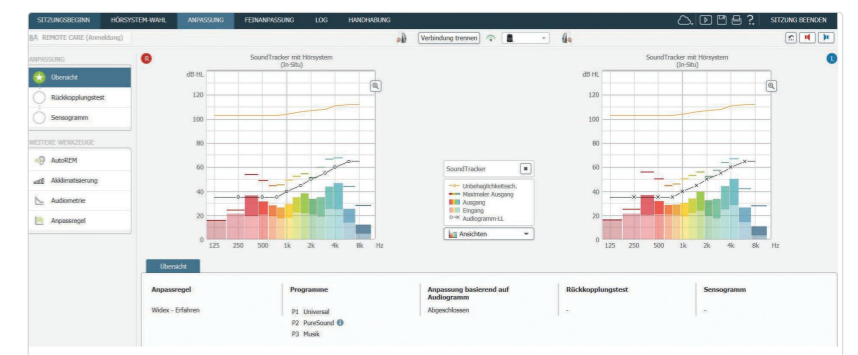 SITZUNGSBEGINN HÖRSYSTEM-WAHL ANPASSUNG FEINANPASSUNG LOG HANDHABUNG SITZUNG BEENDEN
REMOTE CARE (Anmeldung) Verbindung trennen
ANPASSUNG
Übersicht
Rückkopplungstest
Sensogramm
WEITERE WERKZEUGE
AutoREM
Akklimatisierung
Audiometrie
Anpassregel
R
SoundTracker mit Hörsystem
(In-Situ)
dB HL
120
100
80
60
40
20
0
125 250 500 1k 2k 4k 8k Hz
SoundTracker
Unbehaglichkeitssch.
Maximaler Ausgang
Ausgang
Eingang
Audiogramm-LL
Ansichten
L
SoundTracker mit Hörsystem
(In-Situ)
dB HL
120
100
80
60
40
20
0
125 250 500 1k 2k 4k 8k Hz
Übersicht
Anpassregel
Widex - Erfahren
Programme
P1 Universal
P2 PureSound
P3 Musik
Anpassung basierend auf
Audiogramm
Abgeschlossen
Rückkopplungstest
-
Sensogramm
-